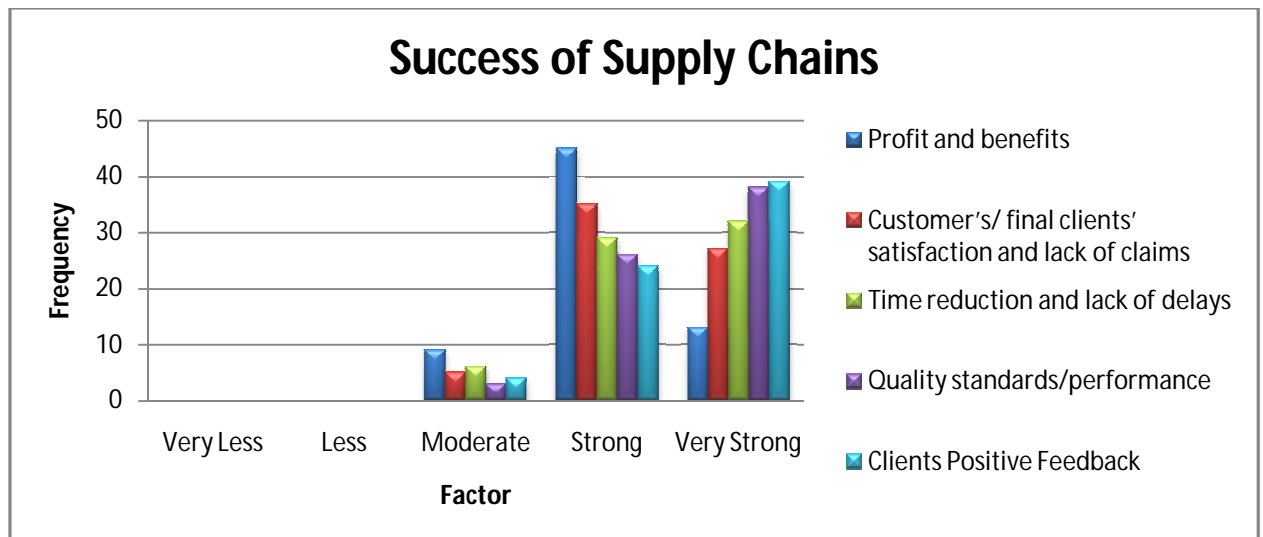 Success of Supply Chains
50
40
30
20
10
0
Frequency
Very Less
Less
Moderate
Strong
Very Strong
Factor
Profit and benefits
Customer's/ final clients'
satisfaction and lack of claims
Time reduction and lack of delays
Quality standards/performance
Clients Positive Feedback